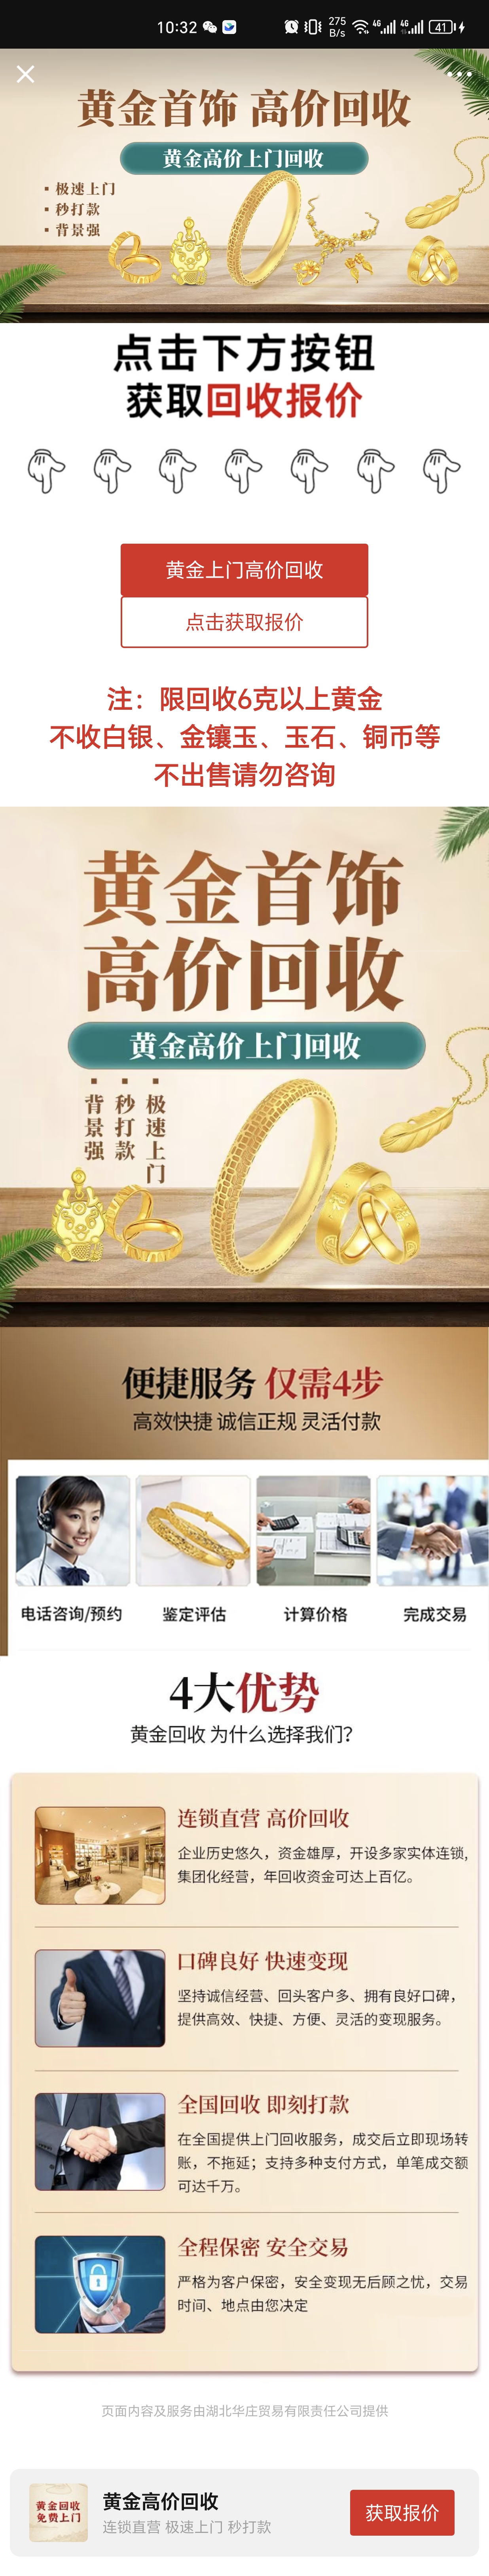 10:32
275 B/s
4G
4G
41
黄金首饰 高价回收
黄金高价上门回收
极速上门
秒打款
背景强
点击下方按钮
获取回收报价
黄金上门高价回收
点击获取报价
注：限回收6克以上黄金
不收白银、金镶玉、玉石、铜币等
不出售请勿咨询
黄金首饰
高价回收
黄金高价上门回收
极速上门
秒打款
背景强
便捷服务 仅需4步
高效快捷 诚信正规 灵活付款
电话咨询/预约
鉴定评估
计算价格
完成交易
4大优势
黄金回收 为什么选择我们?
连锁直营 高价回收
企业历史悠久，资金雄厚，开设多家实体连锁,
集团化经营，年回收资金可达上百亿。
口碑良好 快速变现
坚持诚信经营、回头客户多、拥有良好口碑，
提供高效、快捷、方便、灵活的变现服务。
全国回收 即刻打款
在全国提供上门回收服务，成交后立即现场转
账，不拖延；支持多种支付方式，单笔成交额
可达千万。
全程保密 安全交易
严格为客户保密，安全变现无后顾之忧，交易
时间、地点由您决定
页面内容及服务由湖北华庄贸易有限责任公司提供
黄金回收
免费上门
黄金高价回收
连锁直营 极速上门 秒打款
获取报价